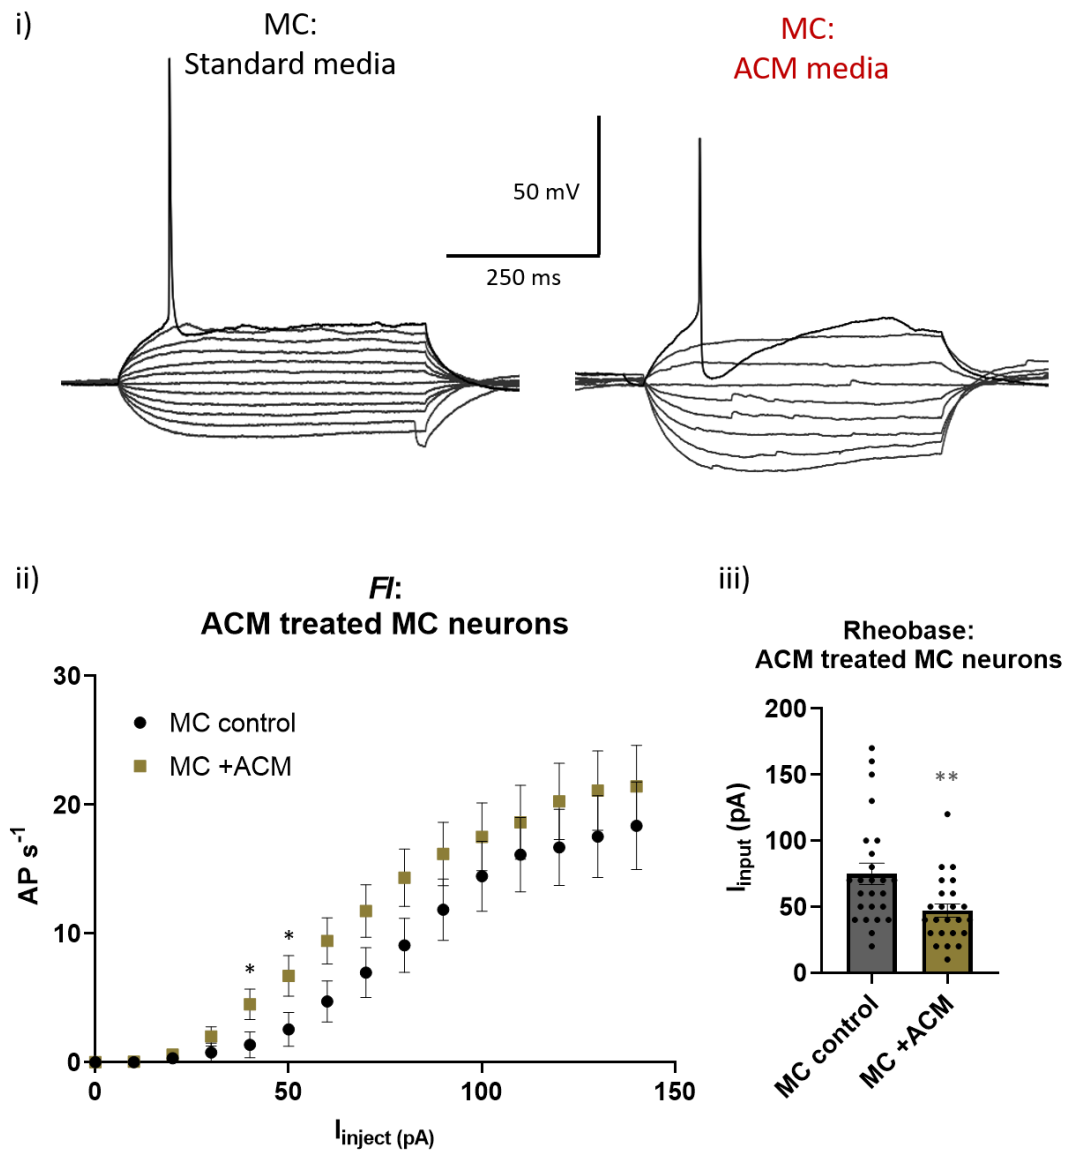 i)
MC:
Standard media
MC:
ACM media
50 mV
250 ms
ii)
FI:
ACM treated MC neurons
30
20
10
0
AP s⁻¹
MC control
MC +ACM
*
*
0
50
100
150
Iinject (pA)
iii)
Rheobase:
ACM treated MC neurons
200
150
100
50
0
Iinput (pA)
**
MC control
MC +ACM